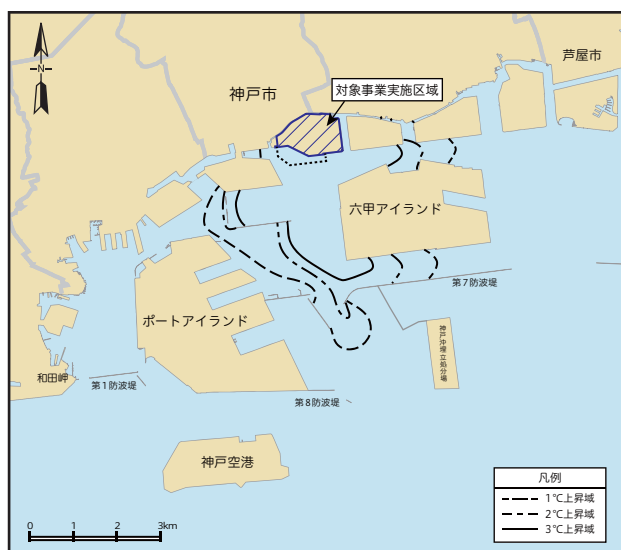 芦屋市
神戸市
対象事業実施区域
N
六甲アイランド
第7防波堤
ポートアイランド
神戸沖埋立処分場
和田岬
第1防波堤
第8防波堤
神戸空港
凡例
1℃上昇域
2℃上昇域
3℃上昇域
0 1 2 3km